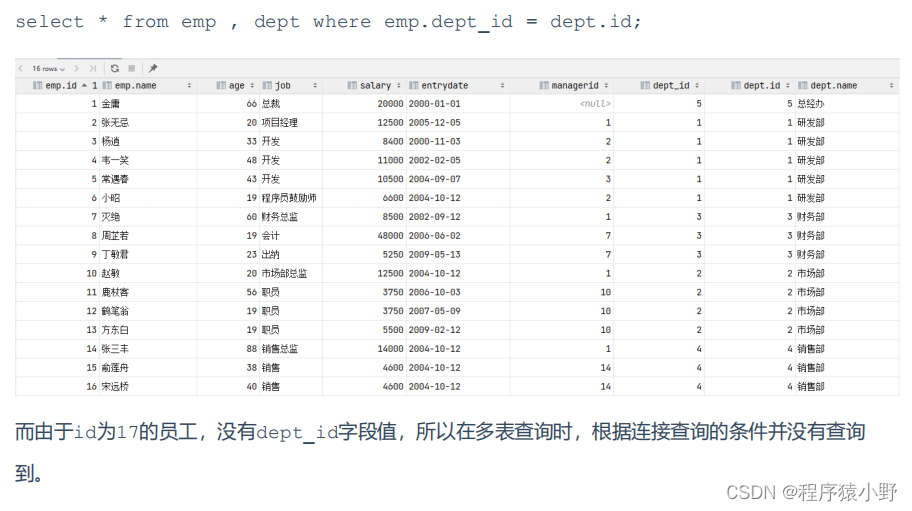 select * from emp , dept where emp.dept_id = dept.id;
16 rows
emp.id 1 emp.name age job salary entrydate managerid dept_id dept.id dept.name
1 金庸 66 总裁 20000 2000-01-01 <null> 5 5 总经办
2 张无忌 20 项目经理 12500 2005-12-05 1 1 1 研发部
3 杨逍 33 开发 8400 2000-11-03 2 1 1 研发部
4 韦一笑 48 开发 11000 2002-02-05 2 1 1 研发部
5 常遇春 43 开发 10500 2004-09-07 3 1 1 研发部
6 小昭 19 程序员鼓励师 6600 2004-10-12 2 1 1 研发部
7 灭绝 60 财务总监 8500 2002-09-12 1 3 3 财务部
8 周芷若 19 会计 48000 2006-06-02 7 3 3 财务部
9 丁敏君 23 出纳 5250 2009-05-13 7 3 3 财务部
10 赵敏 20 市场部总监 12500 2004-10-12 1 2 2 市场部
11 鹿杖客 56 职员 3750 2006-10-03 10 2 2 市场部
12 鹤笔翁 19 职员 3750 2007-05-09 10 2 2 市场部
13 方东白 19 职员 5500 2009-02-12 10 2 2 市场部
14 张三丰 88 销售总监 14000 2004-10-12 1 4 4 销售部
15 俞莲舟 38 销售 4600 2004-10-12 14 4 4 销售部
16 宋远桥 40 销售 4600 2004-10-12 14 4 4 销售部
而由于id为17的员工，没有dept_id字段值，所以在多表查询时，根据连接查询的条件并没有查询
到。
CSDN @程序猿小野